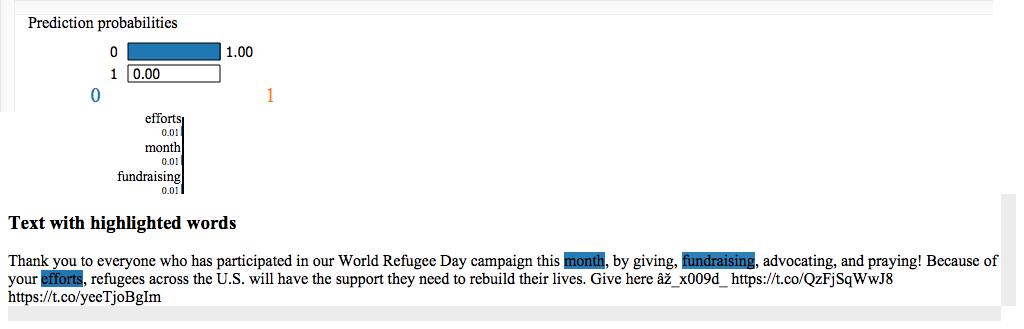 Prediction probabilities
0 1.00
1 0.00
0 1
efforts
0.01
month
0.01
fundraising
0.01
Text with highlighted words
Thank you to everyone who has participated in our World Refugee Day campaign this month, by giving, fundraising, advocating, and praying! Because of
your efforts, refugees across the U.S. will have the support they need to rebuild their lives. Give here âž_x009d_ https://t.co/QzFjSqWwJ8
https://t.co/yeeTjoBgIm